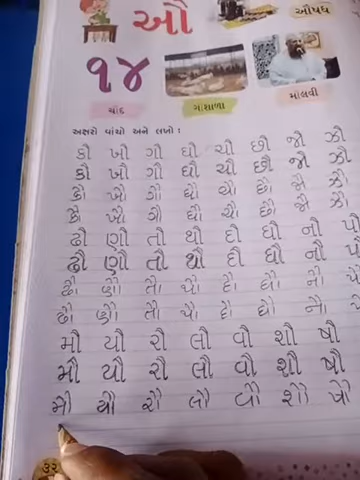 ઔ
ઔષધ
૧૪
ચૌદ
ગૌશાળા
મૌલવી
અક્ષરો વાંચો અને લખો :
કૌ ખૌ ગૌ ઘૌ ચૌ છૌ જૌ ઝૌ
કૌ ખૌ ગૌ ઘૌ ચૌ છૌ જૌ ઝૌ
કૌ ખૌ ગૌ ઘૌ ચૌ છૌ જૌ ઝૌ
કૌ ખૌ ગૌ ઘૌ ચૌ છૌ જૌ ઝૌ
ઢૌ ણૌ તૌ થૌ દૌ ધૌ નૌ પૌ
ઢૌ ણૌ તૌ થૌ દૌ ધૌ નૌ પૌ
ઢૌ ણૌ તૌ થૌ દૌ ધૌ નૌ
ઢૌ ણૌ તૌ થૌ દૌ ધૌ નૌ
મૌ યૌ રૌ લૌ વૌ શૌ ષૌ
મૌ યૌ રૌ લૌ વૌ શૌ ષૌ
મૌ યૌ રૌ લૌ વૌ શૌ ષૌ